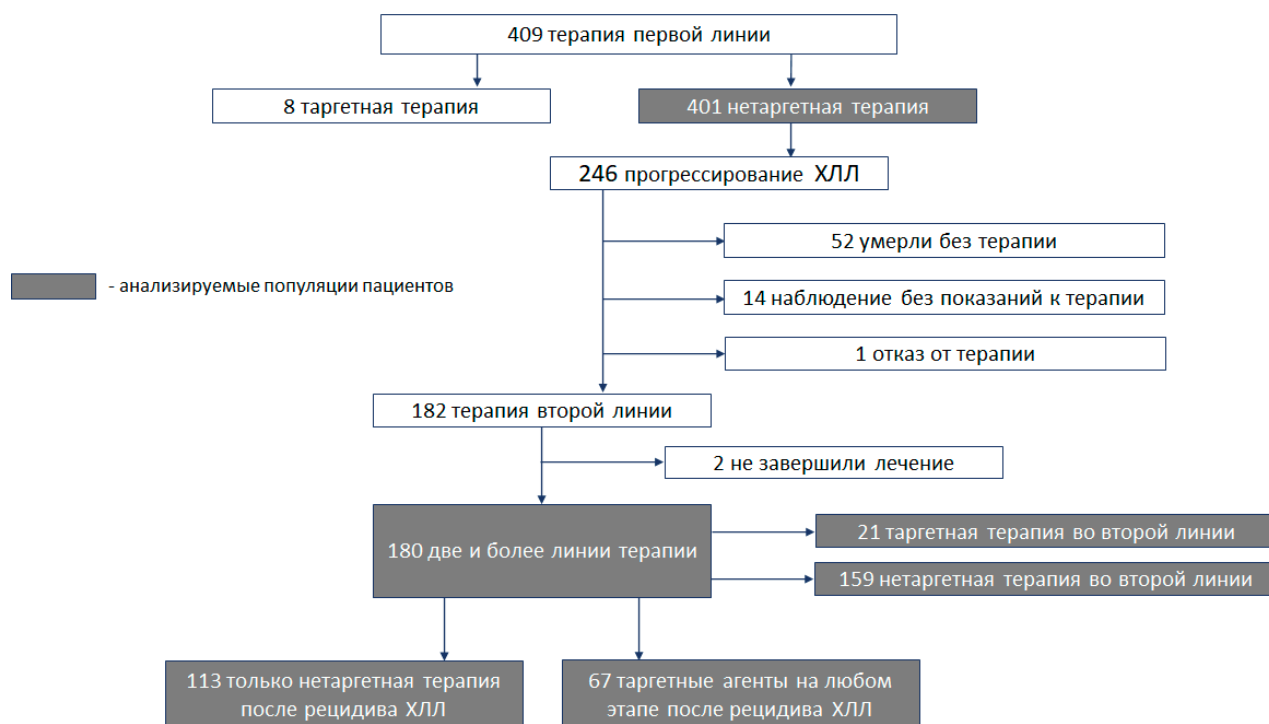 409 терапия первой линии
8 таргетная терапия
401 нетаргетная терапия
246 прогрессирование ХЛЛ
52 умерли без терапии
- анализируемые популяции пациентов
14 наблюдение без показаний к терапии
1 отказ от терапии
182 терапия второй линии
2 не завершили лечение
180 две и более линии терапии
21 таргетная терапия во второй линии
159 нетаргетная терапия во второй линии
113 только нетаргетная терапия
после рецидива ХЛЛ
67 таргетные агенты на любом
этапе после рецидива ХЛЛ